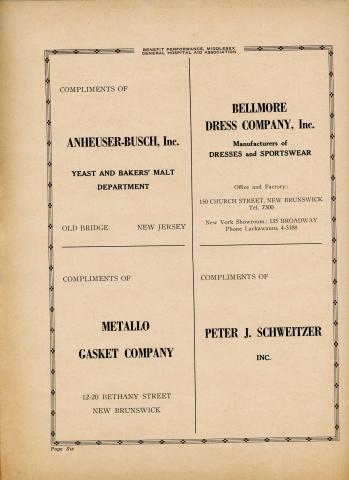 BENEFIT PERFORMANCE, MIDDLESEX
GENERAL HOSPITAL AID ASSOCIATION
COMPLIMENTS OF
ANHEUSER-BUSCH, Inc.
YEAST AND BAKERS' MALT
DEPARTMENT
OLD BRIDGE NEW JERSEY
BELLMORE
DRESS COMPANY, Inc.
Manufacturers of
DRESSES and SPORTSWEAR
Office and Factory:
150 CHURCH STREET, NEW BRUNSWICK
Tel. 7300
New York Showroom: 135 BROADWAY
Phone Lackawanna 4-5188
COMPLIMENTS OF
METALLO
GASKET COMPANY
12-20 BETHANY STREET
NEW BRUNSWICK
COMPLIMENTS OF
PETER J. SCHWEITZER
INC.
Page Six